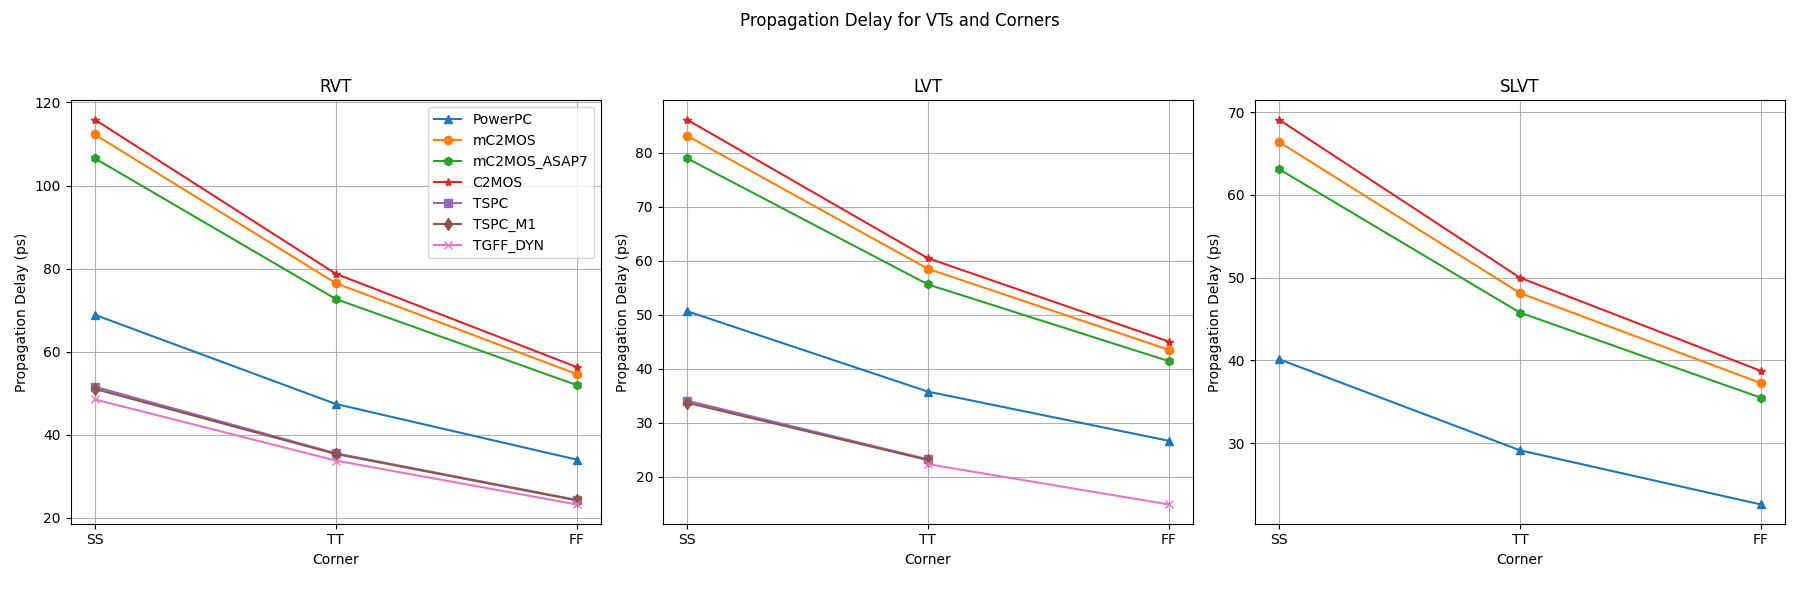 Propagation Delay for VTs and Corners
RVT
Propagation Delay (ps)
120
100
80
60
40
20
SS
TT
FF
Corner
PowerPC
mC2MOS
mC2MOS_ASAP7
C2MOS
TSPC
TSPC_M1
TGFF_DYN
LVT
Propagation Delay (ps)
80
70
60
50
40
30
20
SS
TT
FF
Corner
SLVT
Propagation Delay (ps)
70
60
50
40
30
SS
TT
FF
Corner